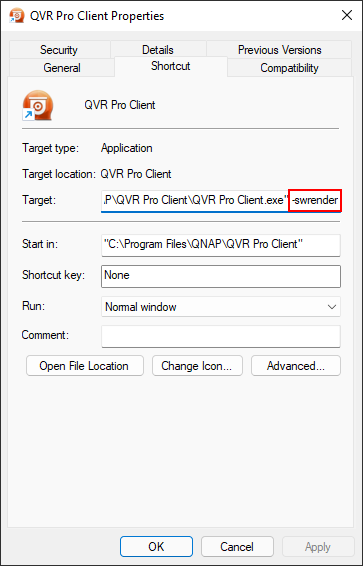 QVR Pro Client Properties
Security Details Previous Versions
General Shortcut Compatibility
QVR Pro Client
Target type: Application
Target location: QVR Pro Client
Target: .P\QVR Pro Client\QVR Pro Client.exe" -swrender
Start in: "C:\Program Files\QNAP\QVR Pro Client"
Shortcut key: None
Run: Normal window
Comment:
Open File Location Change Icon... Advanced...
OK Cancel Apply